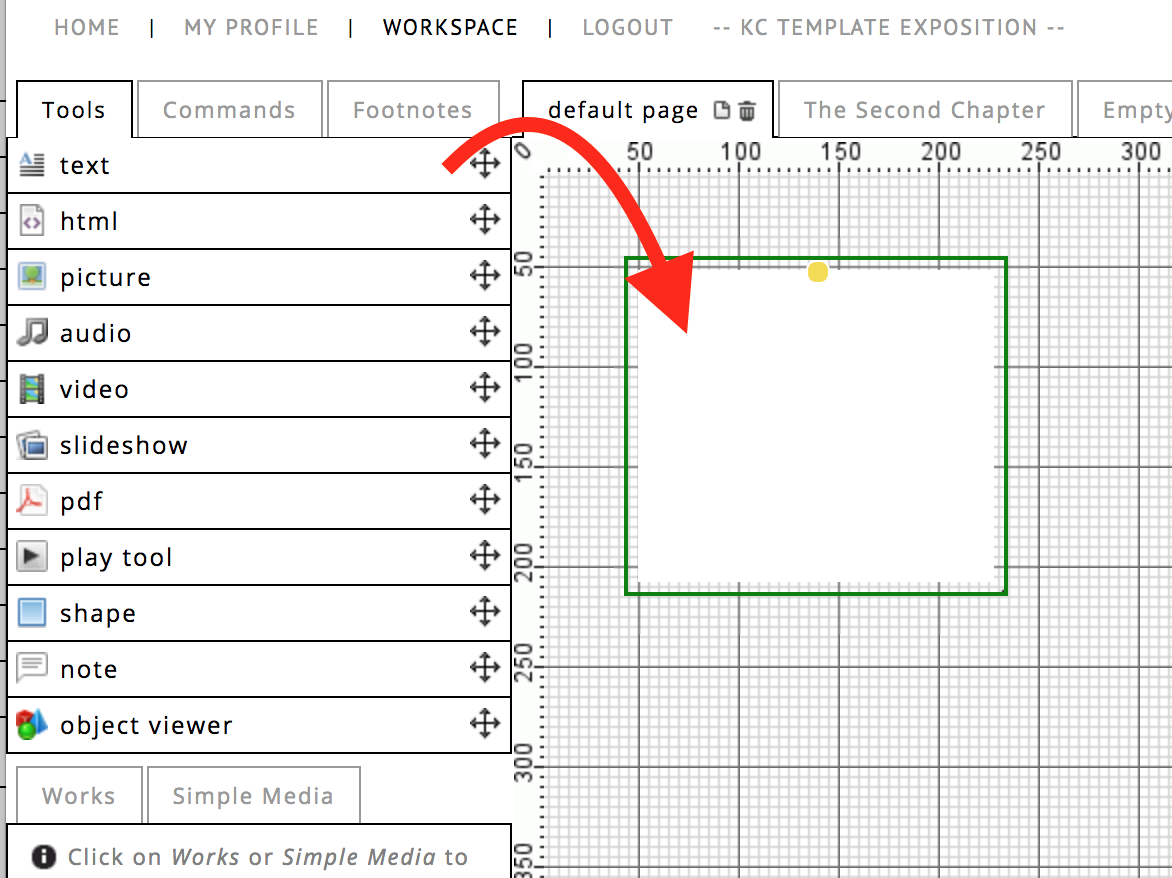 HOME | MY PROFILE | WORKSPACE | LOGOUT -- KC TEMPLATE EXPOSITION --
Tools Commands Footnotes default page The Second Chapter Empty
0 50 100 150 200 250 300
text
html
picture
audio
video
slideshow
pdf
play tool
shape
note
object viewer
50
100
150
200
250
300
350
Works Simple Media
Click on Works or Simple Media to